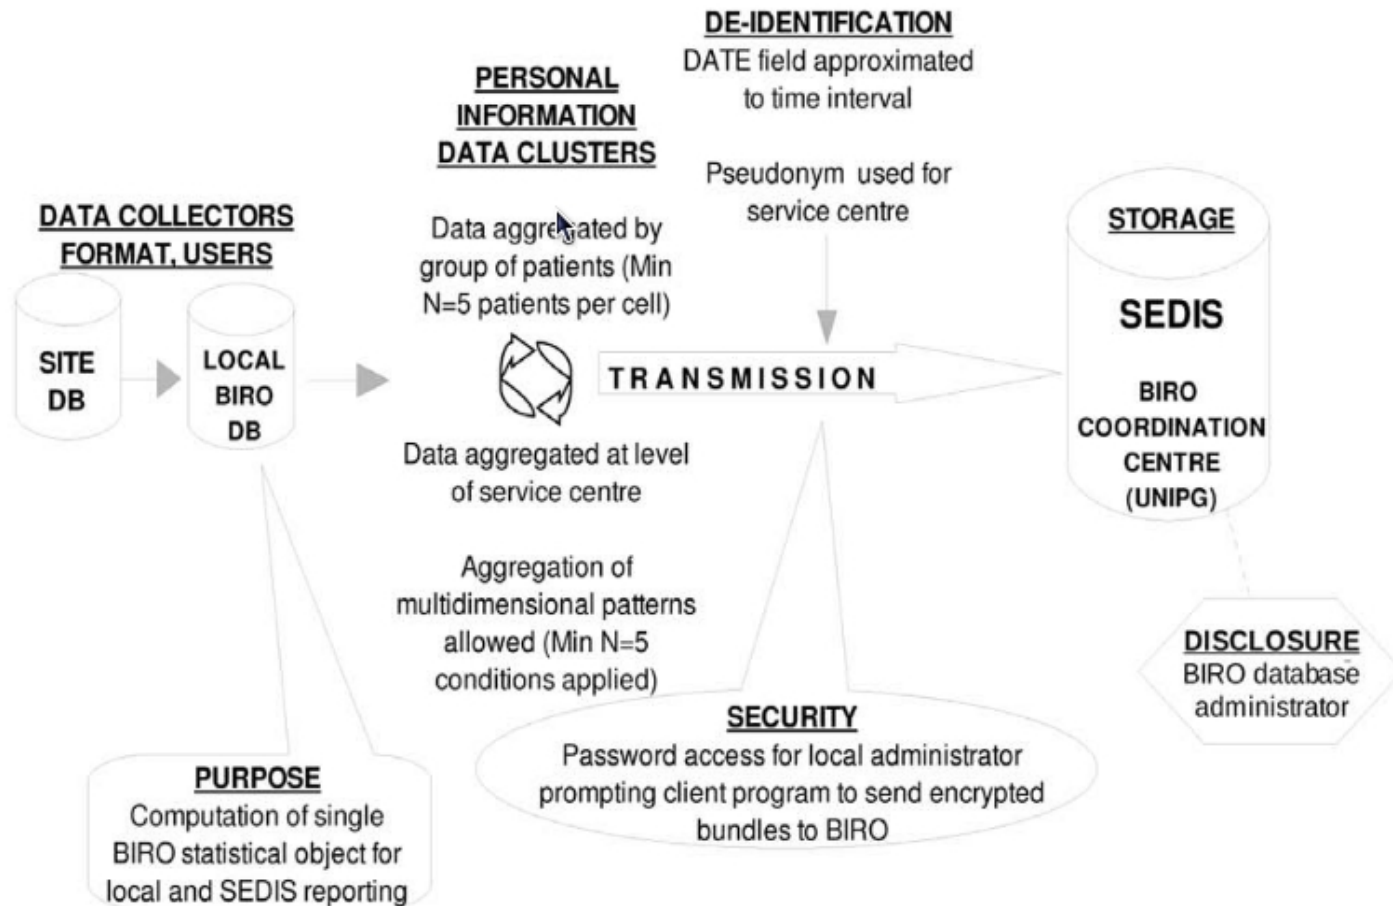 DATA COLLECTORS
FORMAT, USERS
SITE
DB
LOCAL
BIRO
DB
PURPOSE
Computation of single
BIRO statistical object for
local and SEDIS reporting
PERSONAL
INFORMATION
DATA CLUSTERS
Data aggregated by
group of patients (Min
N=5 patients per cell)
Data aggregated at level
of service centre
Aggregation of
multidimensional patterns
allowed (Min N=5
conditions applied)
DE-IDENTIFICATION
DATE field approximated
to time interval
Pseudonym used for
service centre
TRANSMISSION
SECURITY
Password access for local administrator
prompting client program to send encrypted
bundles to BIRO
STORAGE
SEDIS
BIRO
COORDINATION
CENTRE
(UNIPG)
DISCLOSURE
BIRO database
administrator